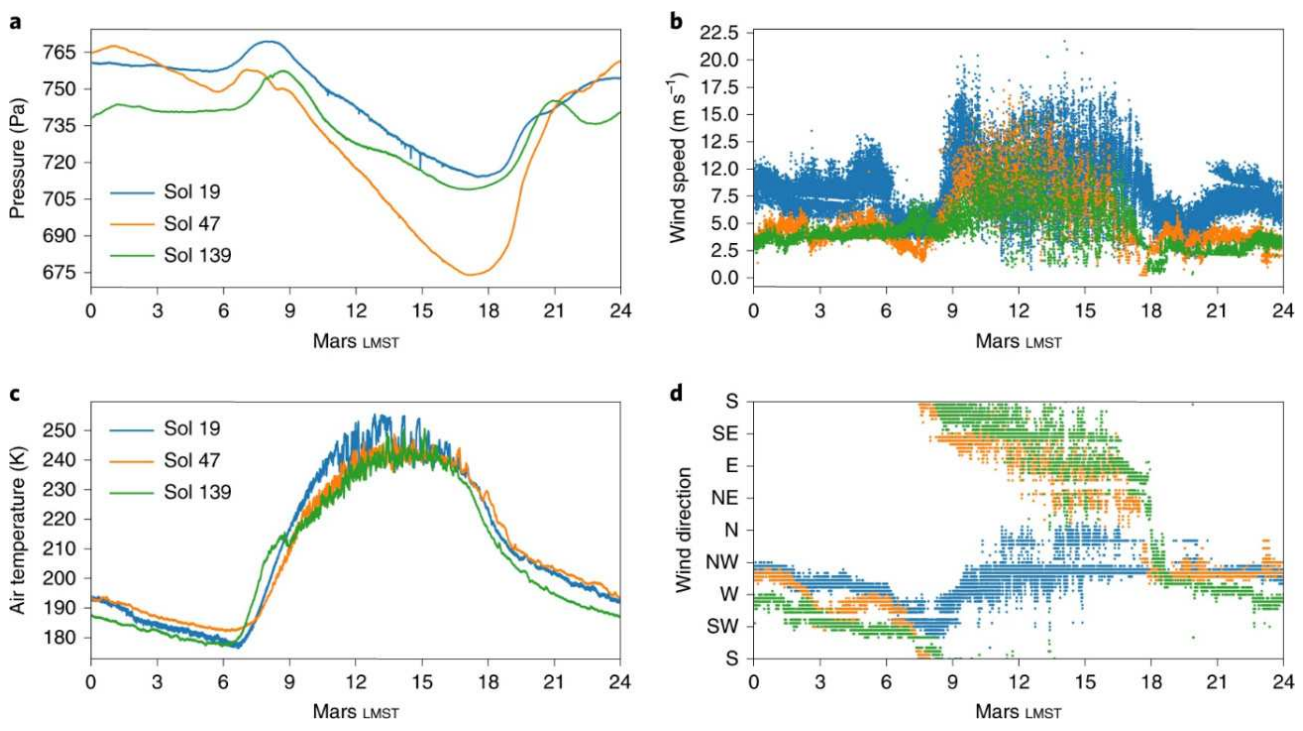 a
b
765
750
735
720
705
690
675
Pressure (Pa)
Sol 19
Sol 47
Sol 139
0 3 6 9 12 15 18 21 24
Mars LMST
22.5
20.0
17.5
15.0
12.5
10.0
7.5
5.0
2.5
0.0
Wind speed (m s⁻¹)
0 3 6 9 12 15 18 21 24
Mars LMST
c
d
250
240
230
220
210
200
190
180
Air temperature (K)
Sol 19
Sol 47
Sol 139
0 3 6 9 12 15 18 21 24
Mars LMST
S
SE
E
NE
N
NW
W
SW
S
Wind direction
0 3 6 9 12 15 18 21 24
Mars LMST